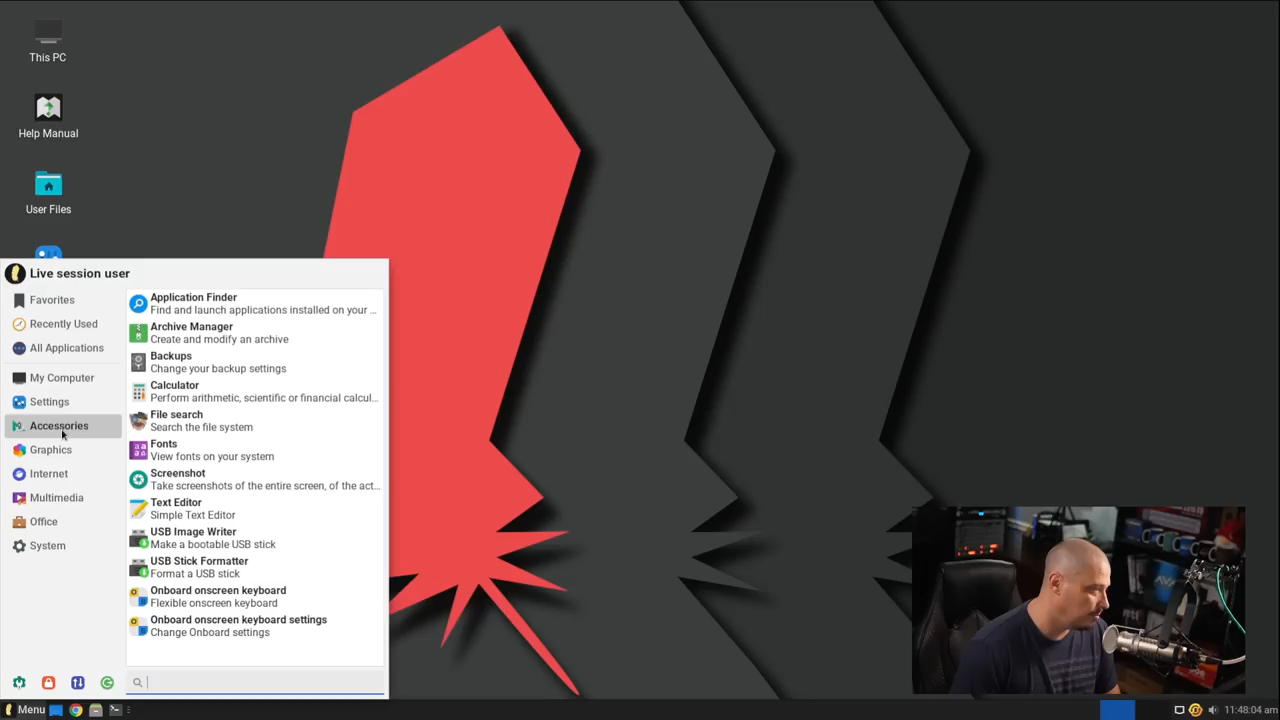 This PC
Help Manual
User Files
Live session user
Favorites
Recently Used
All Applications
My Computer
Settings
Accessories
Graphics
Internet
Multimedia
Office
System
Application Finder
Find and launch applications installed on your ...
Archive Manager
Create and modify an archive
Backups
Change your backup settings
Calculator
Perform arithmetic, scientific or financial calcul...
File search
Search the file system
Fonts
View fonts on your system
Screenshot
Take screenshots of the entire screen, of the act...
Text Editor
Simple Text Editor
USB Image Writer
Make a bootable USB stick
USB Stick Formatter
Format a USB stick
Onboard onscreen keyboard
Flexible onscreen keyboard
Onboard onscreen keyboard settings
Change Onboard settings
Menu
11:48:04 am